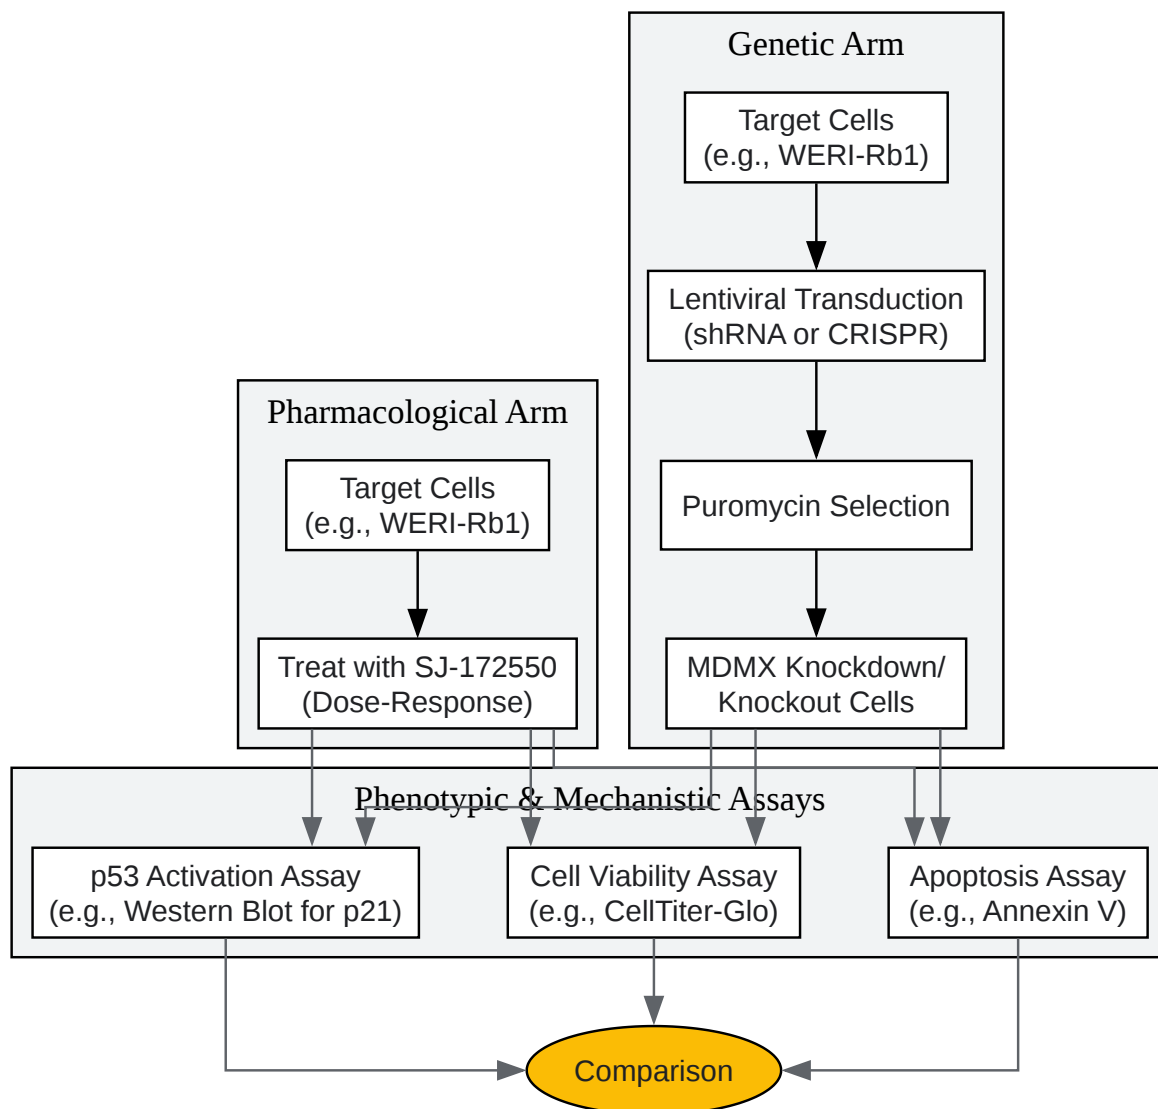 Genetic Arm
Target Cells
(e.g., WERI-Rb1)
Lentiviral Transduction
(shRNA or CRISPR)
Puromycin Selection
MDMX Knockdown/
Knockout Cells
Pharmacological Arm
Target Cells
(e.g., WERI-Rb1)
Treat with SJ-172550
(Dose-Response)
Phenotypic & Mechanistic Assays
p53 Activation Assay
(e.g., Western Blot for p21)
Cell Viability Assay
(e.g., CellTiter-Glo)
Apoptosis Assay
(e.g., Annexin V)
Comparison